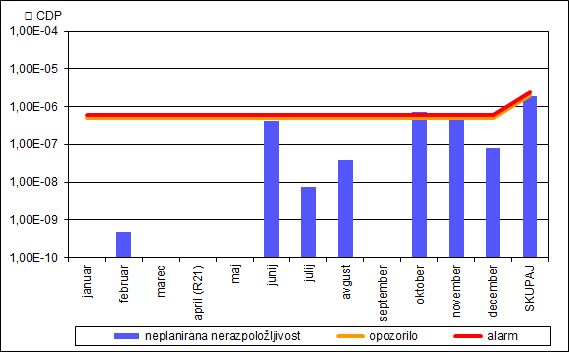 CDP
1,00E-04
1,00E-05
1,00E-06
1,00E-07
1,00E-08
1,00E-09
1,00E-10
januar
februar
marec
april (R21)
maj
junij
julij
avgust
september
oktober
november
december
SKUPAJ
neplanirana nerazpoložljivost
opozorilo
alarm